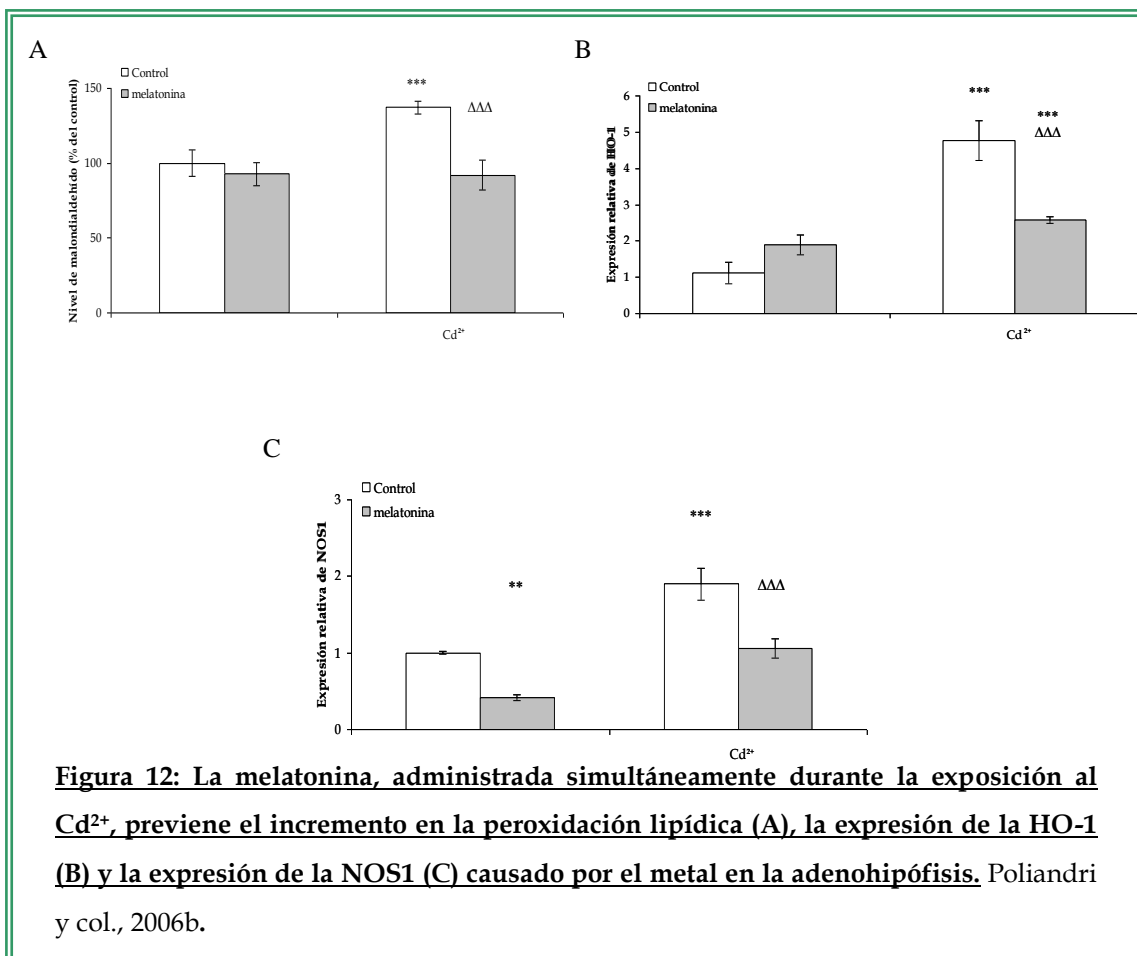 A
Nivel de malondialdehído (% del control)
Control
melatonina
150
100
50
0
***
ΔΔΔ
Cd²⁺
B
Expresión relativa de HO-1
Control
melatonina
6
5
4
3
2
1
0
***
***
ΔΔΔ
Cd²⁺
C
Expresión relativa de NOS1
Control
melatonina
3
2
1
0
**
***
ΔΔΔ
Cd²⁺
Figura 12: La melatonina, administrada simultáneamente durante la exposición al
Cd²⁺, previene el incremento en la peroxidación lipídica (A), la expresión de la HO-1
(B) y la expresión de la NOS1 (C) causado por el metal en la adenohipófisis. Poliandri
y col., 2006b.